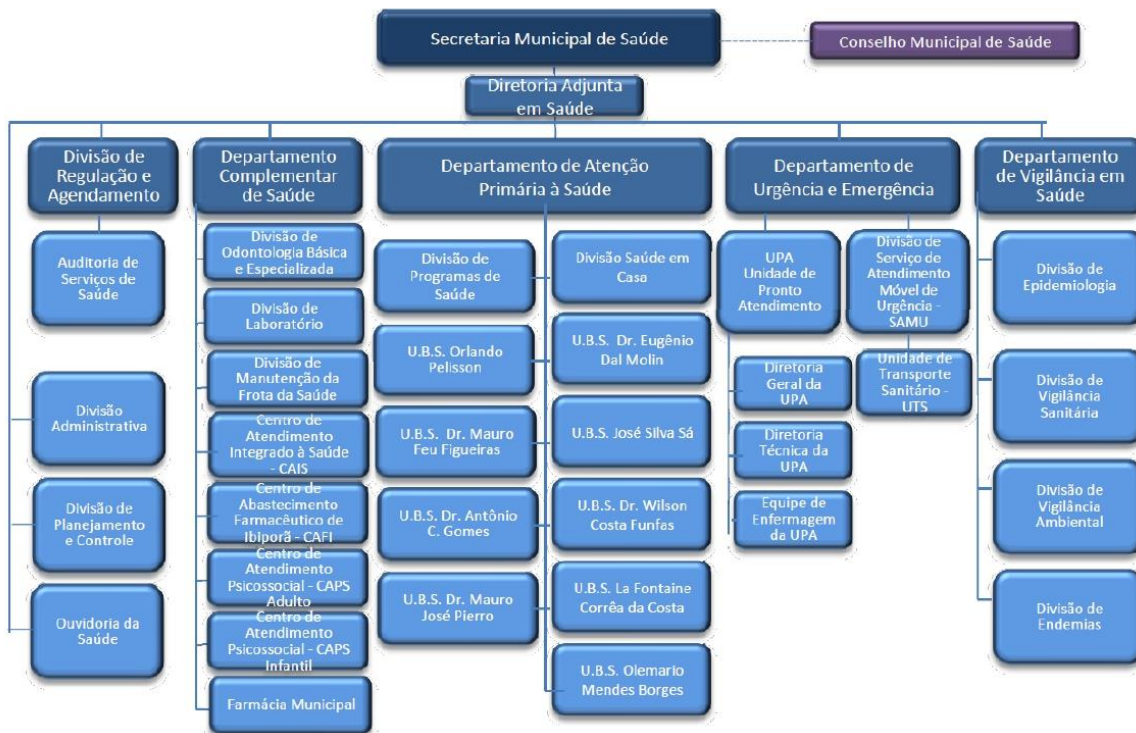 Secretaria Municipal de Saúde
Conselho Municipal de Saúde
Diretoria Adjunta
em Saúde
Divisão de
Regulação e
Agendamento
Auditoria de
Serviços de
Saúde
Divisão
Administrativa
Divisão de
Planejamento
e Controle
Ouvidoria da
Saúde
Departamento
Complementar
de Saúde
Divisão de
Odontologia Básica
e Especializada
Divisão de
Laboratório
Divisão de
Manutenção da
Frota da Saúde
Centro de
Atendimento
Integrado à Saúde
- CAIS
Centro de
Abastecimento
Farmacêutico de
Ibiporã - CAFI
Centro de
Atendimento
Psicossocial - CAPS
Adulto
Centro de
Atendimento
Psicossocial - CAPS
Infantil
Farmácia Municipal
Departamento de Atenção
Primária à Saúde
Divisão de
Programas de
Saúde
U.B.S. Orlando
Pelisson
U.B.S. Dr. Mauro
Feu Figueiras
U.B.S. Dr. Antônio
C. Gomes
U.B.S. Dr. Mauro
José Pierro
Divisão Saúde em
Casa
U.B.S. Dr. Eugênio
Dal Molin
U.B.S. José Silva Sá
U.B.S. Dr. Wilson
Costa Funfas
U.B.S. La Fontaine
Corrêa da Costa
U.B.S. Olemario
Mendes Borges
Departamento de
Urgência e Emergência
UPA
Unidade de
Pronto
Atendimento
Diretoria
Geral da
UPA
Diretoria
Técnica da
UPA
Equipe de
Enfermagem
da UPA
Divisão de
Serviço de
Atendimento
Móvel de
Urgência -
SAMU
Unidade de
Transporte
Sanitário -
UTS
Departamento
de Vigilância em
Saúde
Divisão de
Epidemiologia
Divisão de
Vigilância
Sanitária
Divisão de
Vigilância
Ambiental
Divisão de
Endemias